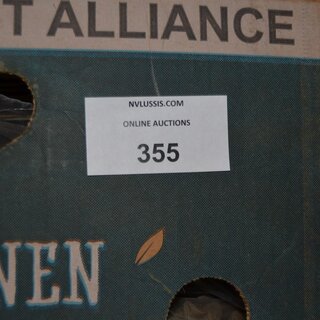 T ALLIANCE
NVLUSSIS.COM
ONLINE AUCTIONS
355
NEN